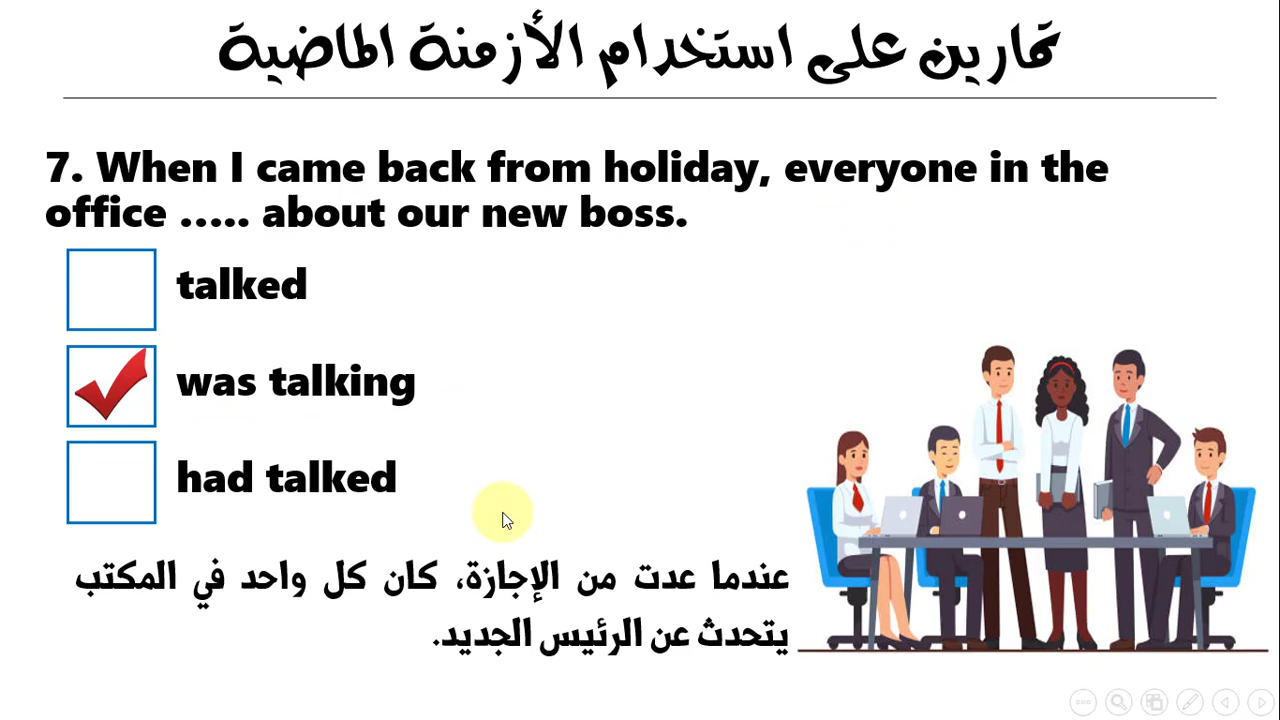 تمارين على استخدام الأزمنة الماضية
7. When I came back from holiday, everyone in the
office ….. about our new boss.
talked
was talking
had talked
عندما عدت من الإجازة، كان كل واحد في المكتب
يتحدث عن الرئيس الجديد.